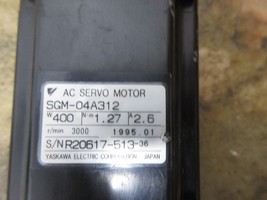 AC SERVO MOTOR
SGM-04A312
W 400 N·m 1.27 A 2.6
r/min 3000 1995.01
S/N R20617-513-36
YASKAWA ELECTRIC CORPORATION JAPAN